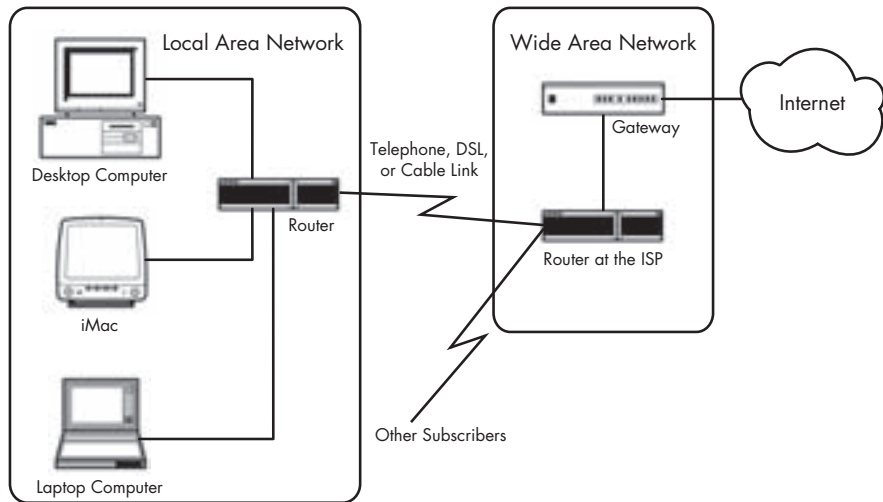 Local Area Network
Desktop Computer
Router
iMac
Laptop Computer
Telephone, DSL,
or Cable Link
Wide Area Network
Gateway
Router at the ISP
Internet
Other Subscribers